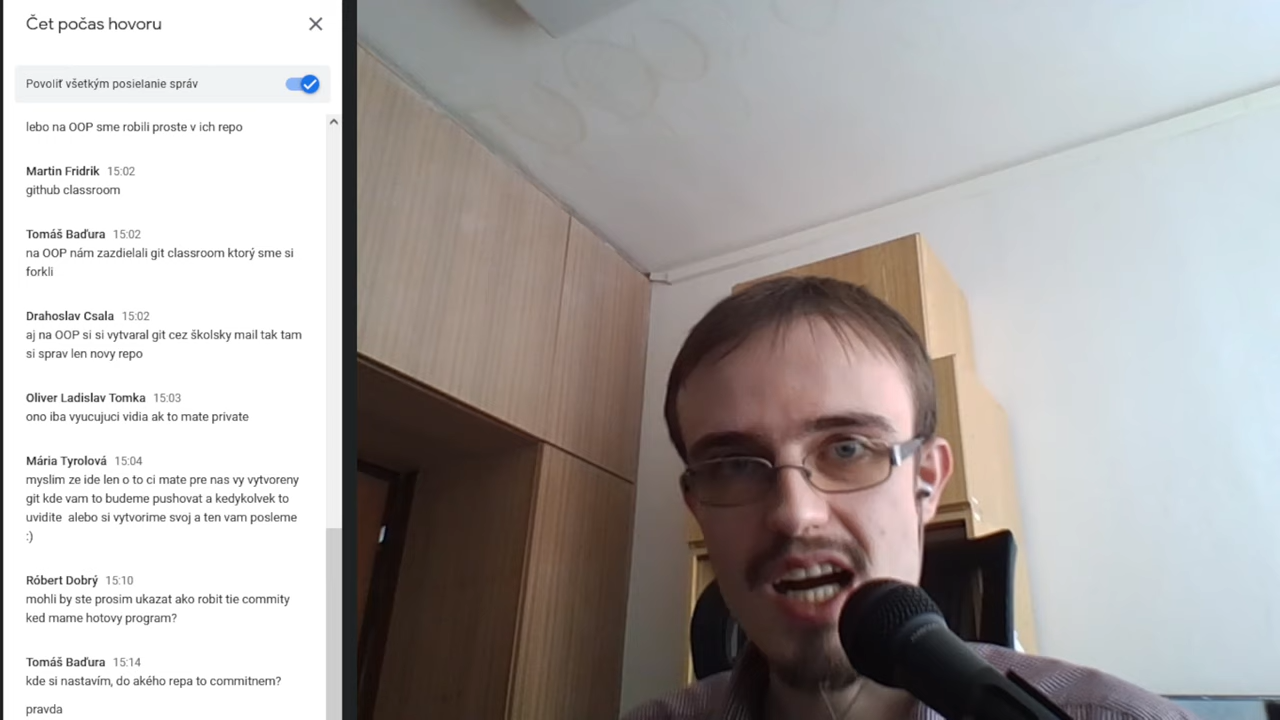 Čet počas hovoru
Povoliť všetkým posielanie správ
lebo na OOP sme robili proste v ich repo
Martin Fridrik 15:02
github classroom
Tomáš Baďura 15:02
na OOP nám zazdielali git classroom ktorý sme si
forkli
Drahoslav Csala 15:02
aj na OOP si si vytvaral git cez školsky mail tak tam
si sprav len novy repo
Oliver Ladislav Tomka 15:03
ono iba vyucujuci vidia ak to mate private
Mária Tyrolová 15:04
myslim ze ide len o to ci mate pre nas vy vytvoreny
git kde vam to budeme pushovat a kedykolvek to
uvidite alebo si vytvorime svoj a ten vam posleme
:)
Róbert Dobrý 15:10
mohli by ste prosim ukazat ako robit tie commity
ked mame hotovy program?
Tomáš Baďura 15:14
kde si nastavím, do akého repa to commitnem?
pravda